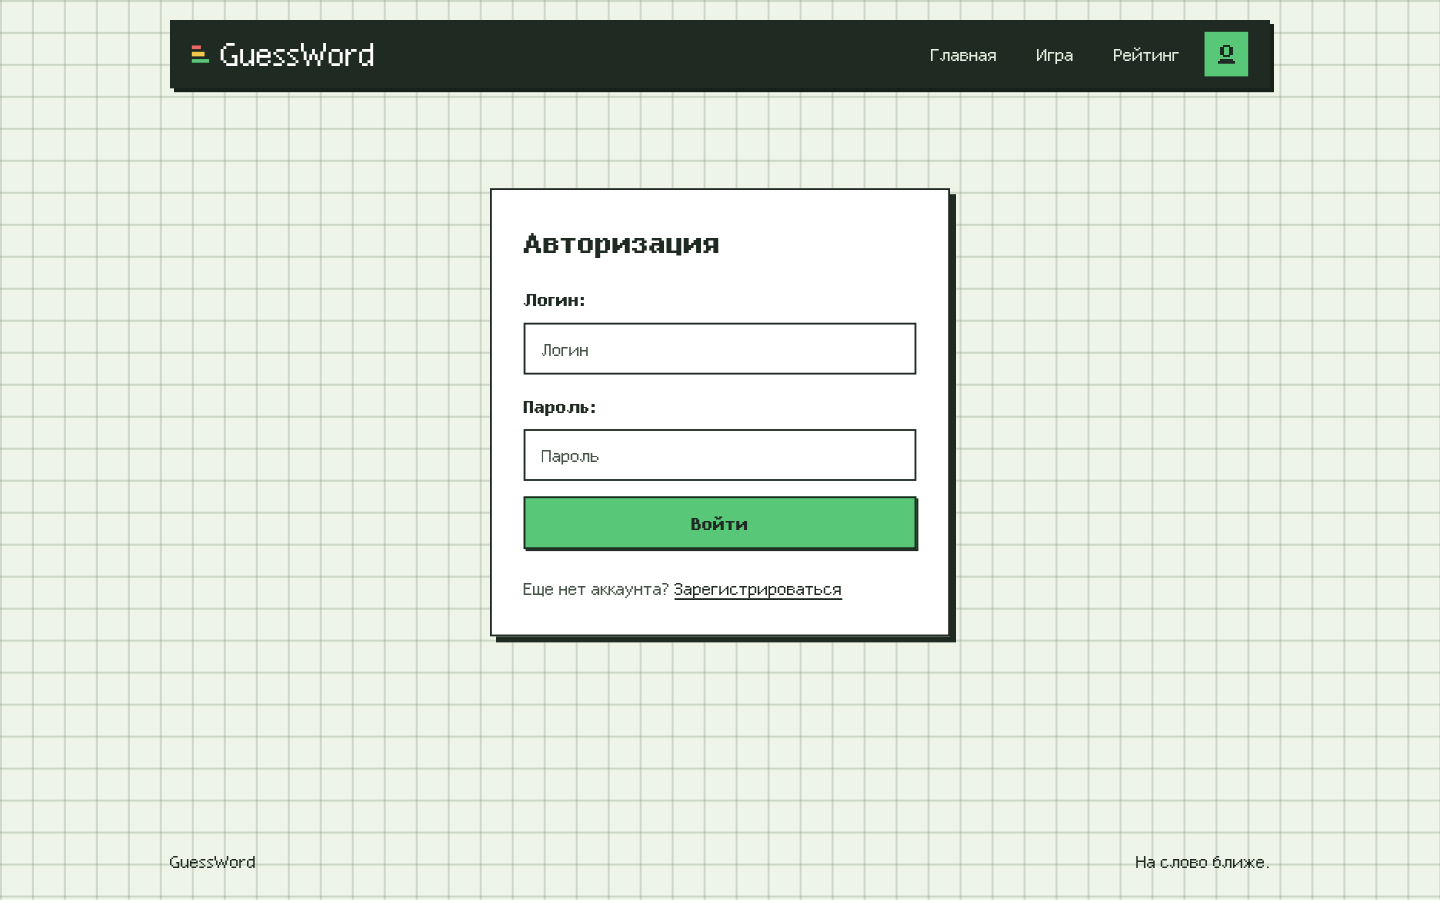 GuessWord
Главная Игра Рейтинг
Авторизация
Логин:
Логин
Пароль:
Пароль
Войти
Еще нет аккаунта? Зарегистрироваться
GuessWord
На слово ближе.